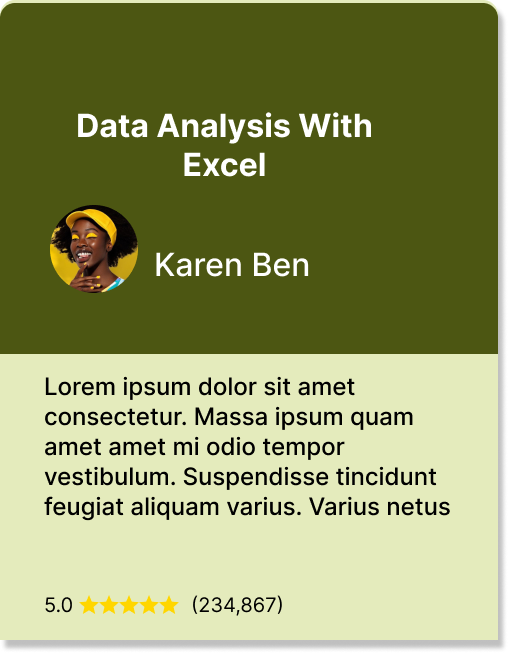 Data Analysis With
Excel
Karen Ben
Lorem ipsum dolor sit amet
consectetur. Massa ipsum quam
amet amet mi odio tempor
vestibulum. Suspendisse tincidunt
feugiat aliquam varius. Varius netus
5.0 ⭐⭐⭐⭐⭐ (234,867)